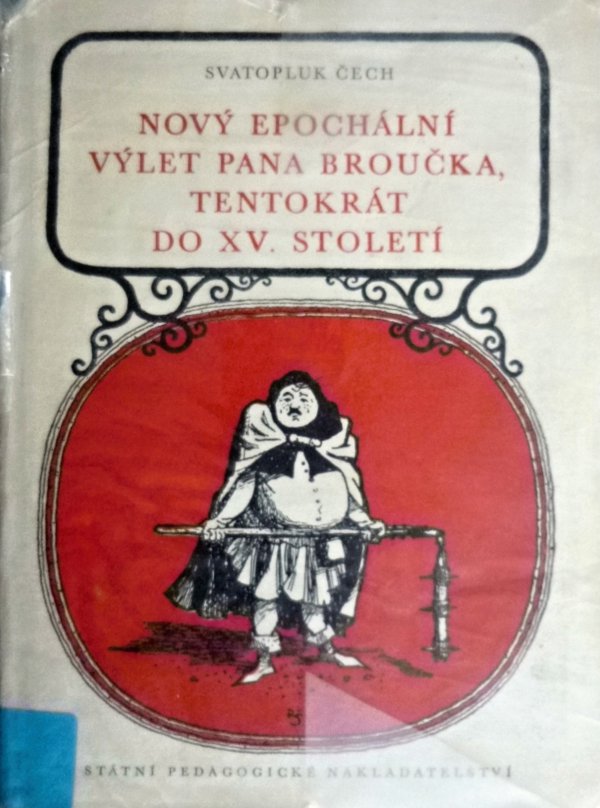 SVATOPLUK ČECH
NOVÝ EPOCHÁLNÍ
VÝLET PANA BROUČKA,
TENTOKRÁT
DO XV. STOLETÍ
STÁTNÍ PEDAGOGICKÉ NAKLADATELSTVÍ